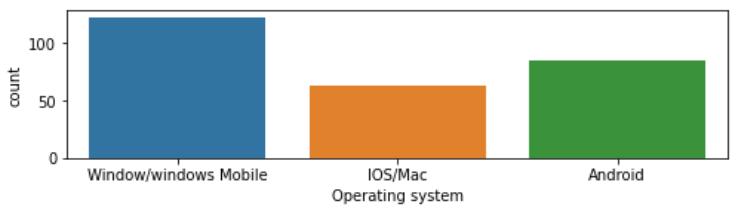 100
50
0
count
Window/windows Mobile
IOS/Mac
Android
Operating system